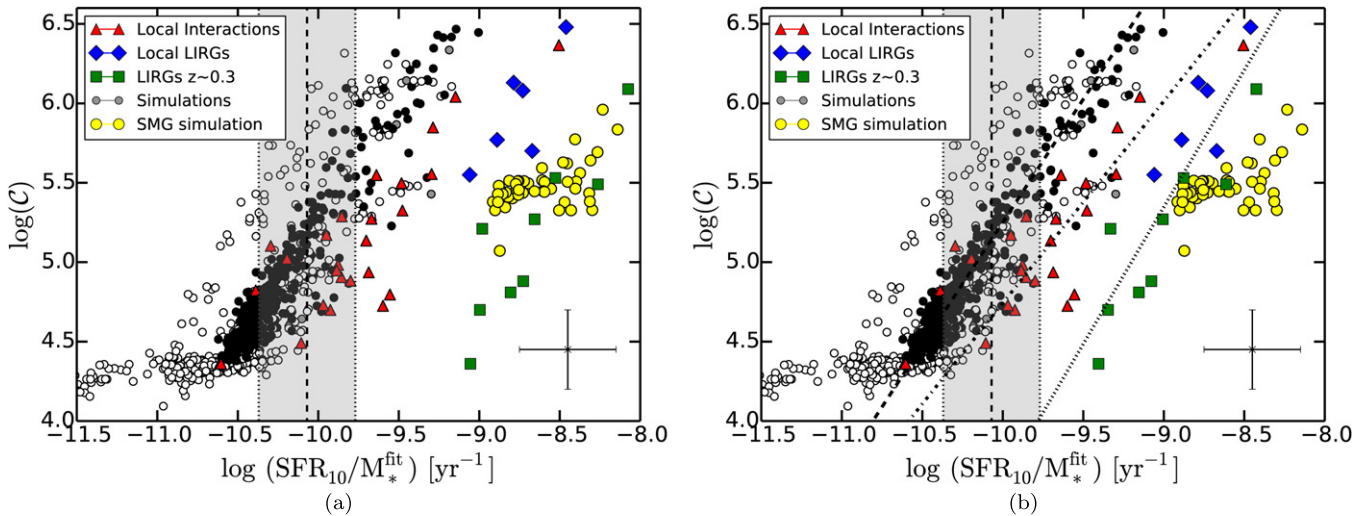 Local Interactions
Local LIRGs
LIRGs z~0.3
Simulations
SMG simulation
6.5
6.0
5.5
5.0
4.5
4.0
log(𝒞)
−11.5 −11.0 −10.5 −10.0 −9.5 −9.0 −8.5 −8.0
log (SFR₁₀/M∗^fit) [yr⁻¹]
(a)
Local Interactions
Local LIRGs
LIRGs z~0.3
Simulations
SMG simulation
6.5
6.0
5.5
5.0
4.5
4.0
log(𝒞)
−11.5 −11.0 −10.5 −10.0 −9.5 −9.0 −8.5 −8.0
log (SFR₁₀/M∗^fit) [yr⁻¹]
(b)